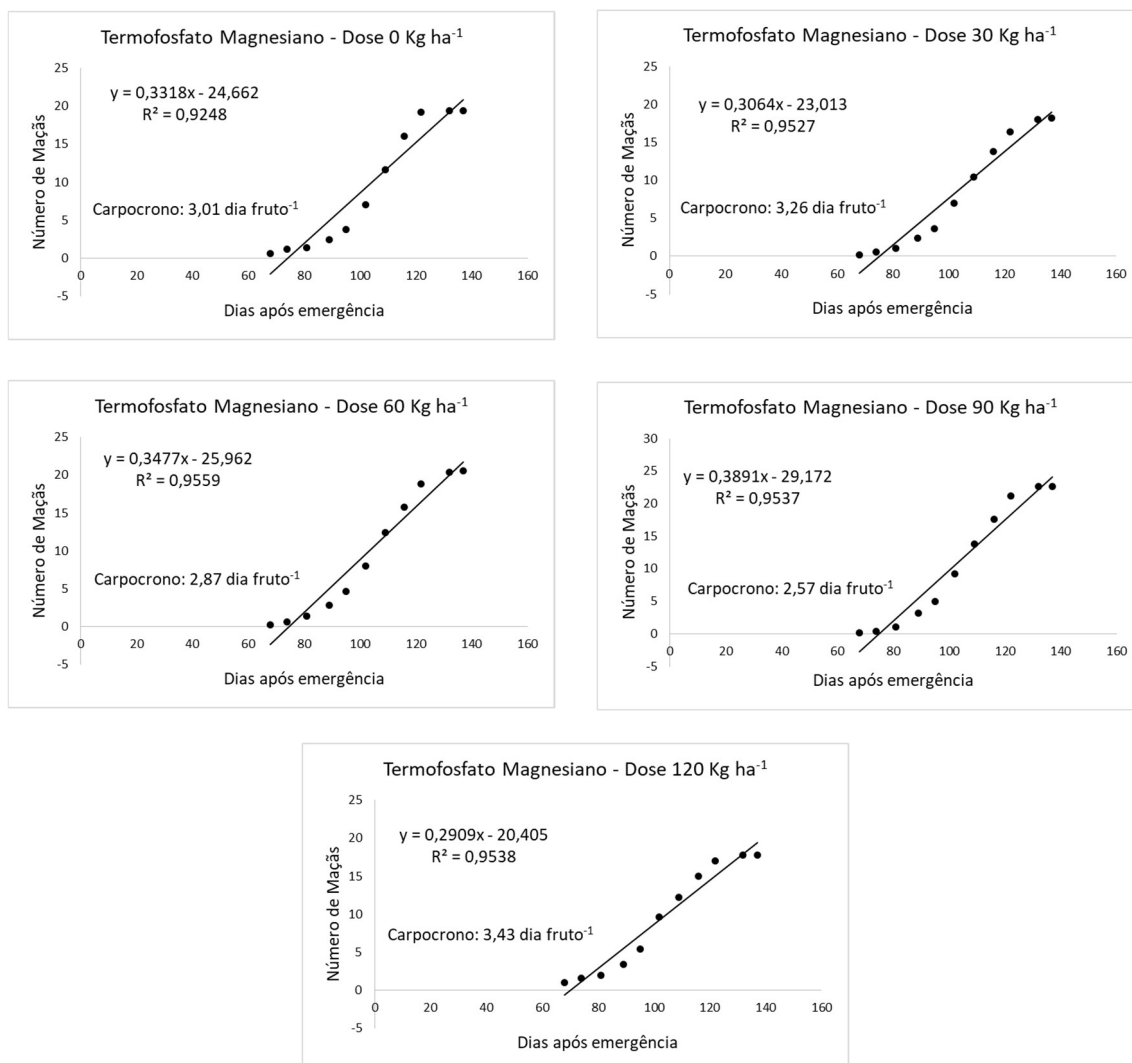 Termofosfato Magnesiano - Dose 0 Kg ha⁻¹
25
20
15
10
5
0
-5
Número de Maçãs
y = 0,3318x - 24,662
R² = 0,9248
Carpocrono: 3,01 dia fruto⁻¹
0 20 40 60 80 100 120 140 160
Dias após emergência
Termofosfato Magnesiano - Dose 30 Kg ha⁻¹
25
20
15
10
5
0
-5
Número de Maçãs
y = 0,3064x - 23,013
R² = 0,9527
Carpocrono: 3,26 dia fruto⁻¹
0 20 40 60 80 100 120 140 160
Dias após emergência
Termofosfato Magnesiano - Dose 60 Kg ha⁻¹
25
20
15
10
5
0
-5
Número de Maçãs
y = 0,3477x - 25,962
R² = 0,9559
Carpocrono: 2,87 dia fruto⁻¹
0 20 40 60 80 100 120 140 160
Dias após emergência
Termofosfato Magnesiano - Dose 90 Kg ha⁻¹
30
25
20
15
10
5
0
-5
Número de Maçãs
y = 0,3891x - 29,172
R² = 0,9537
Carpocrono: 2,57 dia fruto⁻¹
0 20 40 60 80 100 120 140 160
Dias após emergência
Termofosfato Magnesiano - Dose 120 Kg ha⁻¹
25
20
15
10
5
0
-5
Número de Maçãs
y = 0,2909x - 20,405
R² = 0,9538
Carpocrono: 3,43 dia fruto⁻¹
0 20 40 60 80 100 120 140 160
Dias após emergência